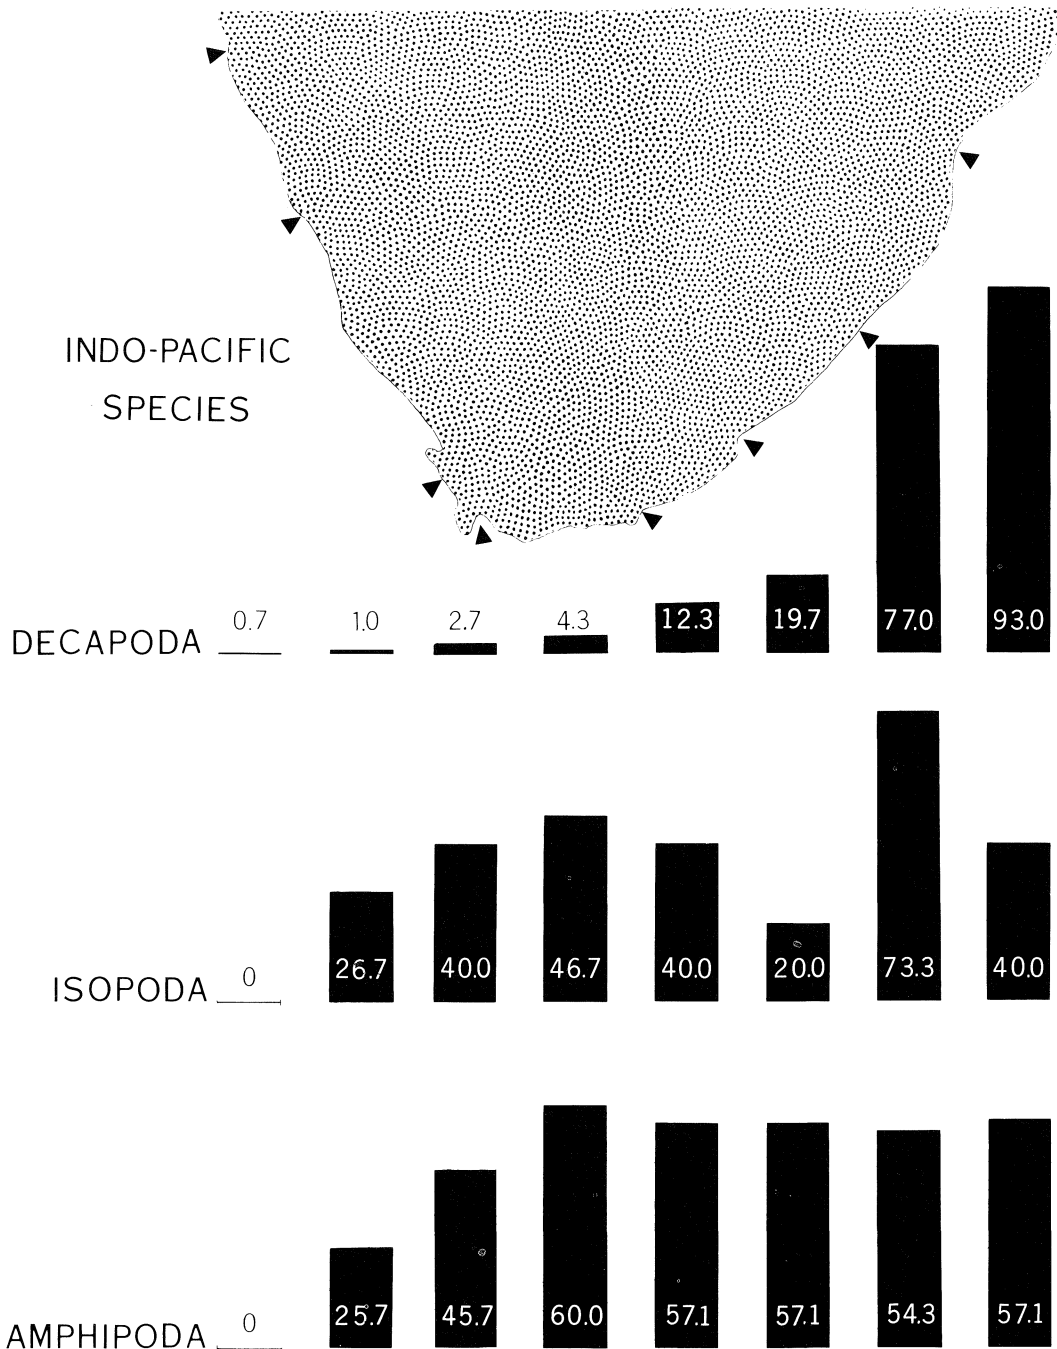 INDO-PACIFIC
SPECIES
DECAPODA 0.7 1.0 2.7 4.3 12.3 19.7 77.0 93.0
ISOPODA 0 26.7 40.0 46.7 40.0 20.0 73.3 40.0
AMPHIPODA 0 25.7 45.7 60.0 57.1 57.1 54.3 57.1